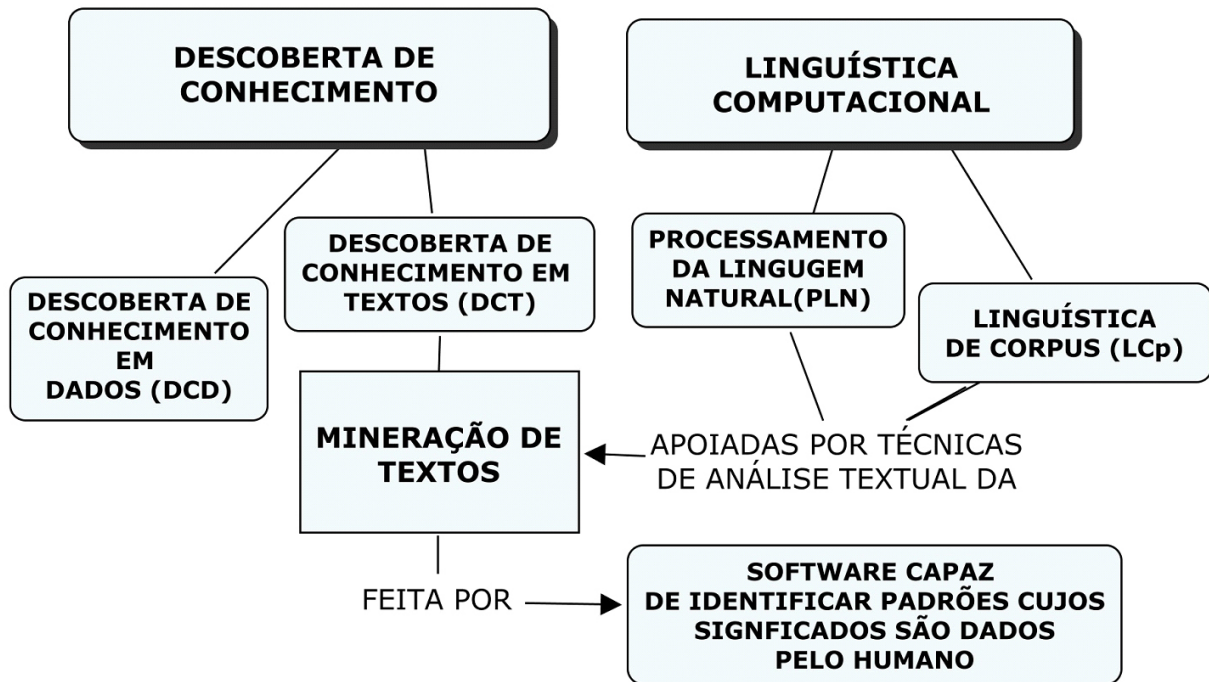 DESCOBERTA DE
CONHECIMENTO
LINGUÍSTICA
COMPUTACIONAL
DESCOBERTA DE
CONHECIMENTO
EM
DADOS (DCD)
DESCOBERTA DE
CONHECIMENTO EM
TEXTOS (DCT)
PROCESSAMENTO
DA LINGUGEM
NATURAL(PLN)
LINGUÍSTICA
DE CORPUS (LCp)
MINERAÇÃO DE
TEXTOS
APOIADAS POR TÉCNICAS
DE ANÁLISE TEXTUAL DA
FEITA POR
SOFTWARE CAPAZ
DE IDENTIFICAR PADRÕES CUJOS
SIGNFICADOS SÃO DADOS
PELO HUMANO